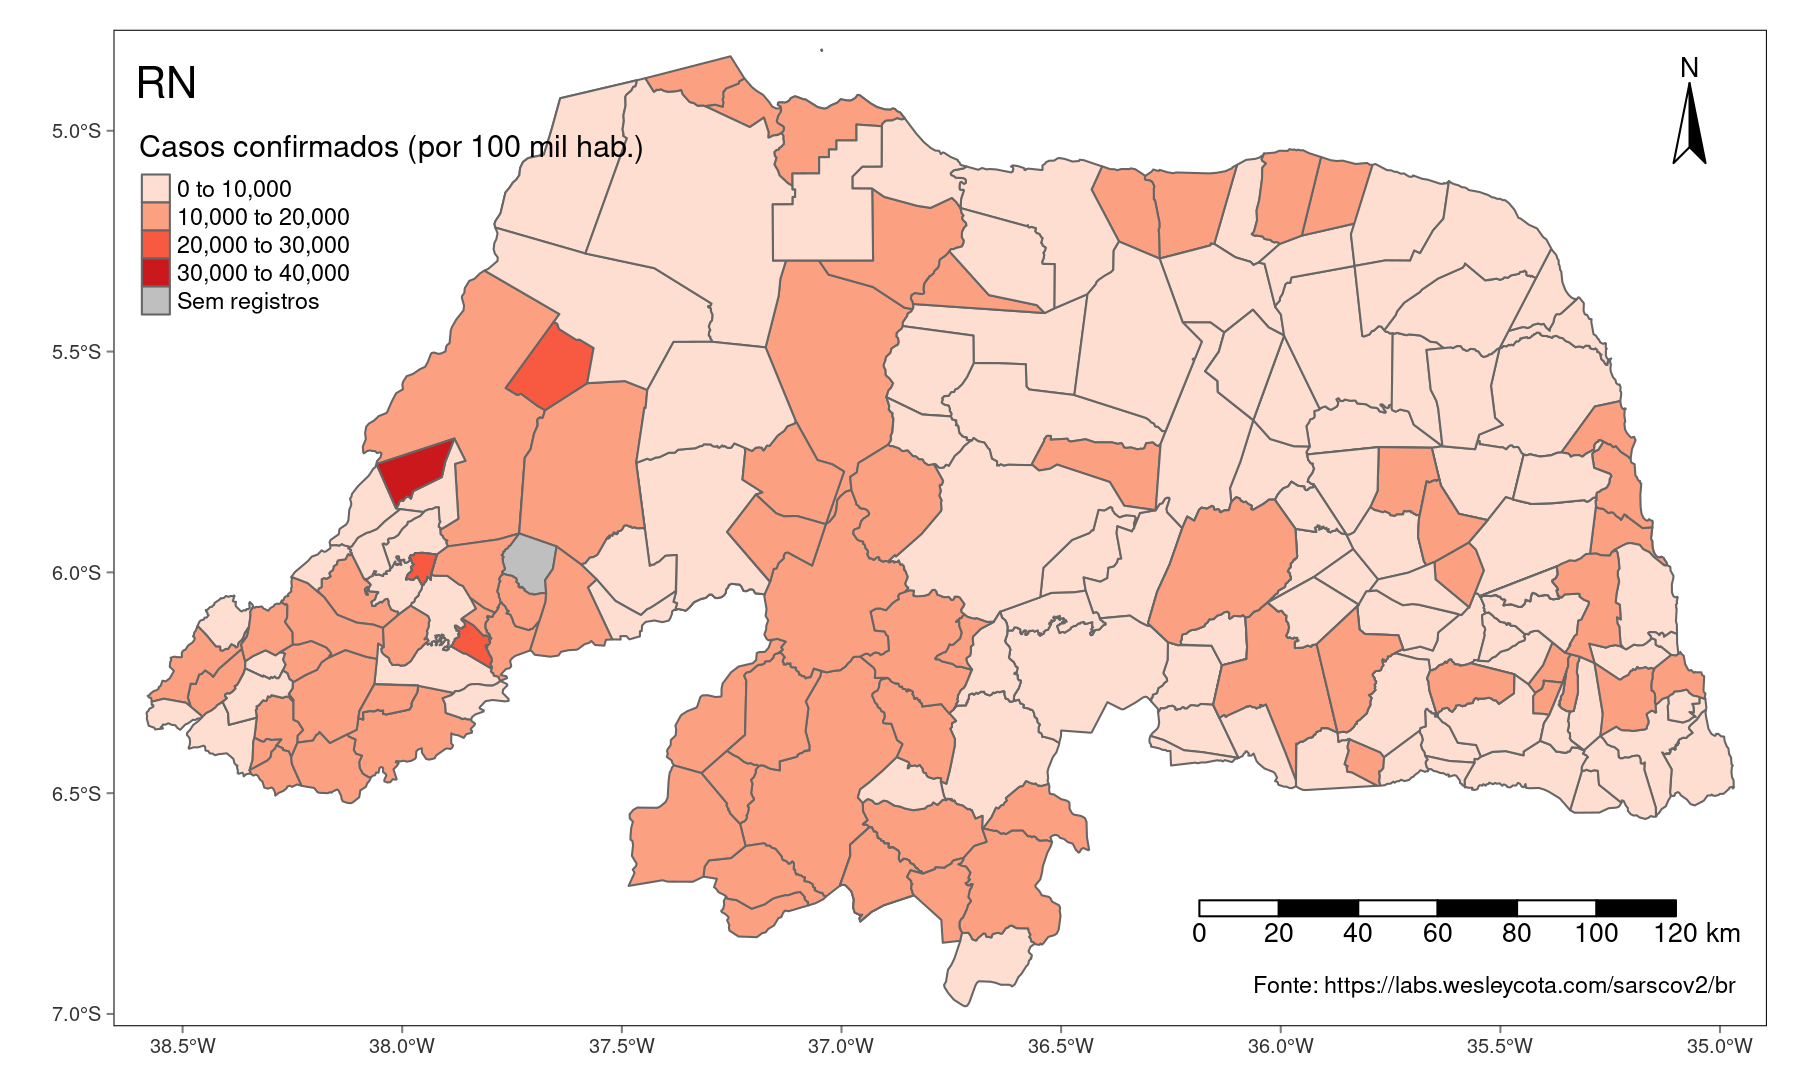 RN
N
Casos confirmados (por 100 mil hab.)
0 to 10,000
10,000 to 20,000
20,000 to 30,000
30,000 to 40,000
Sem registros
5.0°S
5.5°S
6.0°S
6.5°S
7.0°S
0 20 40 60 80 100 120 km
Fonte: https://labs.wesleycota.com/sarscov2/br
38.5°W 38.0°W 37.5°W 37.0°W 36.5°W 36.0°W 35.5°W 35.0°W